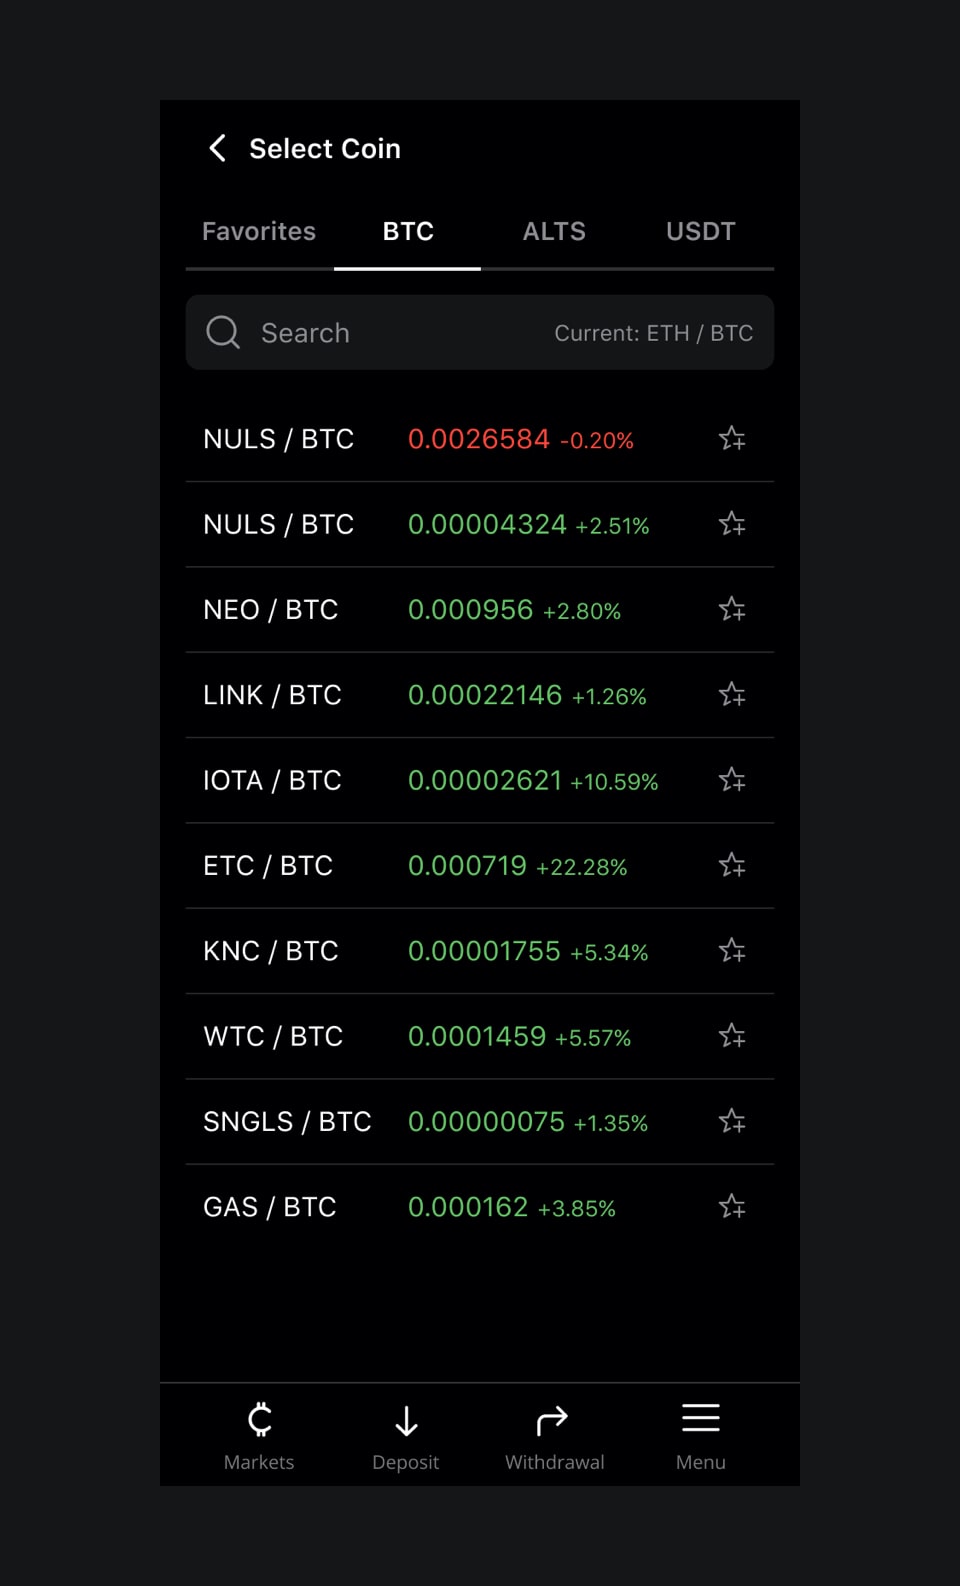 Select Coin
Favorites BTC ALTS USDT
Search Current: ETH / BTC
NULS / BTC 0.0026584 -0.20%
NULS / BTC 0.00004324 +2.51%
NEO / BTC 0.000956 +2.80%
LINK / BTC 0.00022146 +1.26%
IOTA / BTC 0.00002621 +10.59%
ETC / BTC 0.000719 +22.28%
KNC / BTC 0.00001755 +5.34%
WTC / BTC 0.0001459 +5.57%
SNGLS / BTC 0.00000075 +1.35%
GAS / BTC 0.000162 +3.85%
Markets Deposit Withdrawal Menu